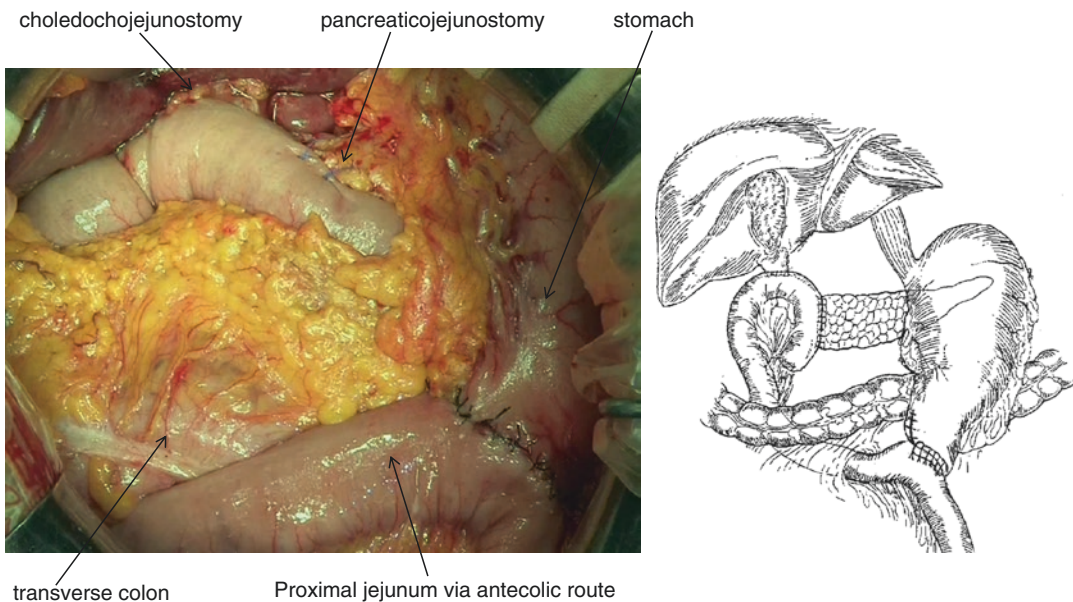 choledochojejunostomy
pancreaticojejunostomy
stomach
transverse colon
Proximal jejunum via antecolic route